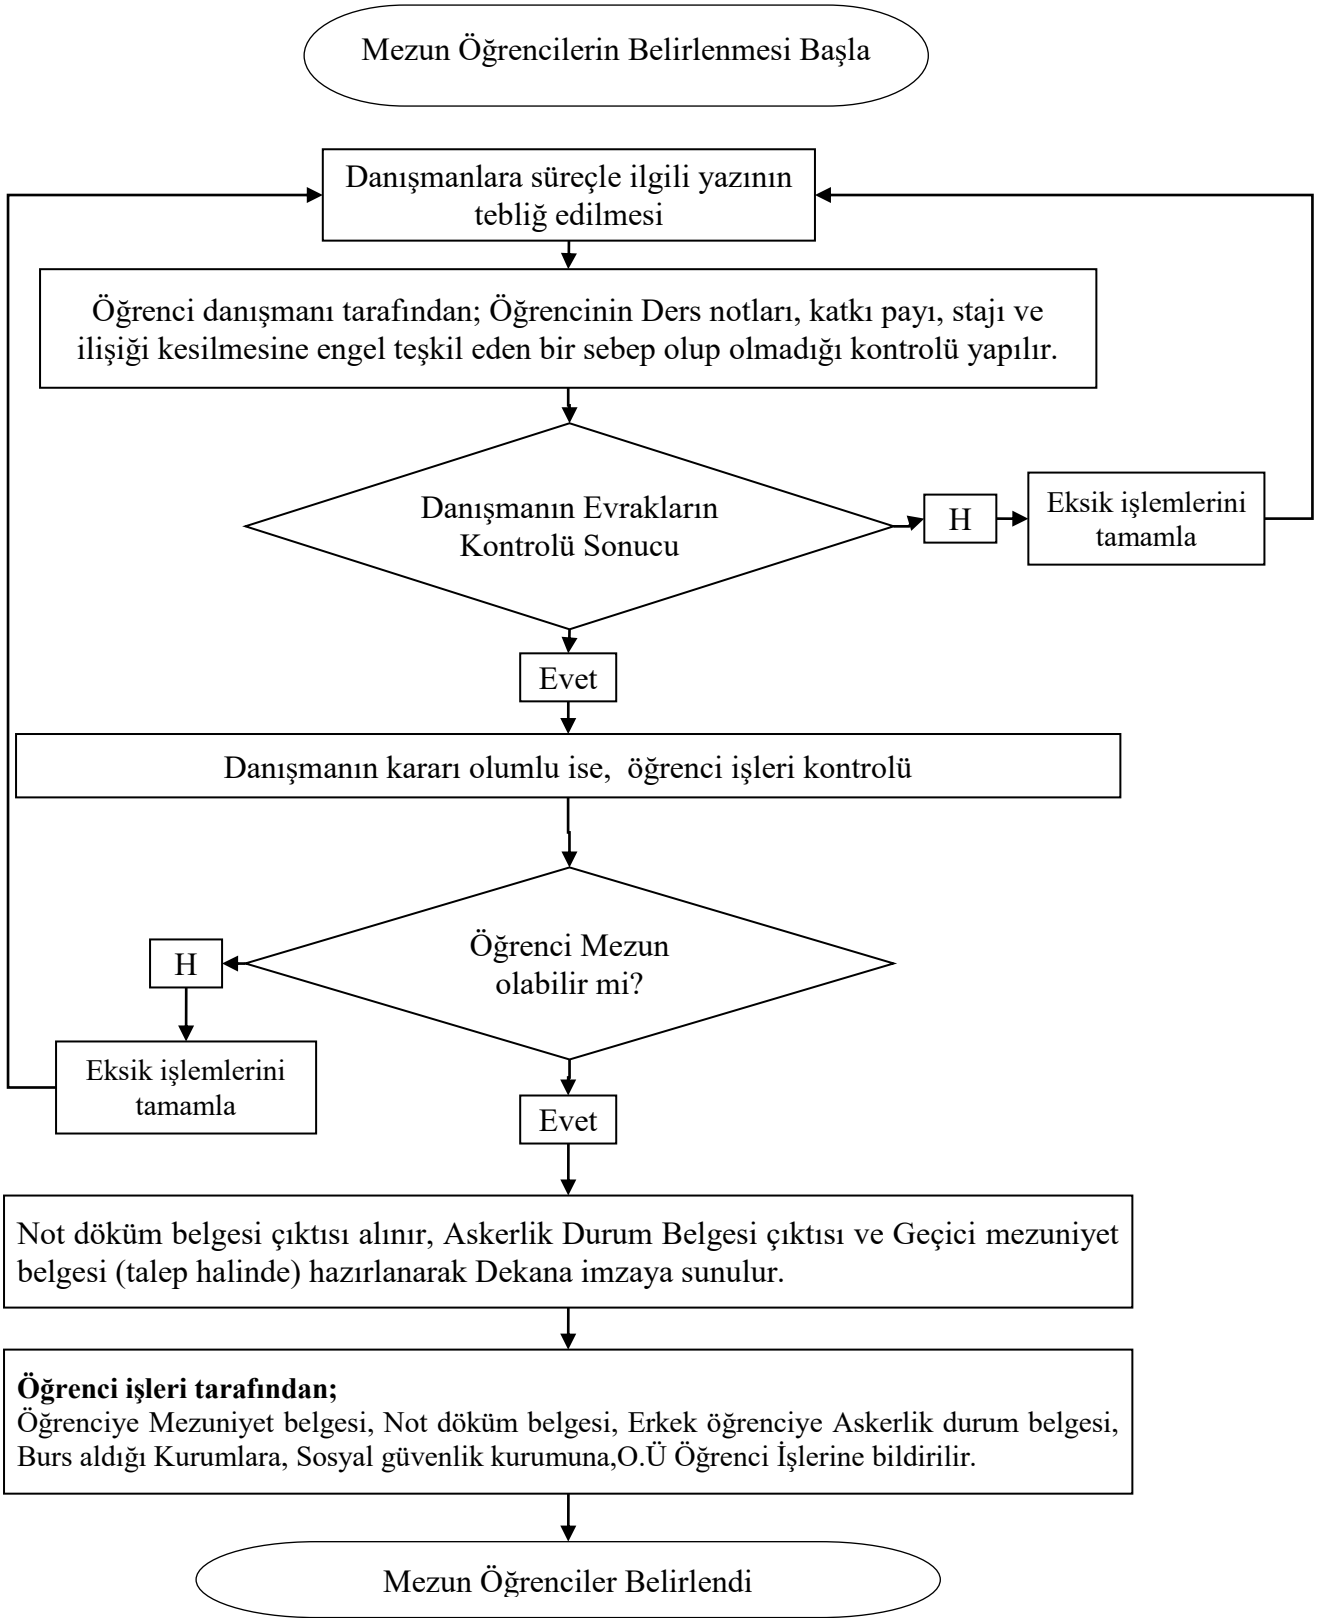 Mezun Öğrencilerin Belirlenmesi Başla
Danışmanlara süreçle ilgili yazının
tebliğ edilmesi
Öğrenci danışmanı tarafından; Öğrencinin Ders notları, katkı payı, stajı ve
ilişiği kesilmesine engel teşkil eden bir sebep olup olmadığı kontrolü yapılır.
Danışmanın Evrakların
Kontrolü Sonucu
H
Eksik işlemlerini
tamamla
Evet
Danışmanın kararı olumlu ise,  öğrenci işleri kontrolü
Öğrenci Mezun
olabilir mi?
H
Eksik işlemlerini
tamamla
Evet
Not döküm belgesi çıktısı alınır, Askerlik Durum Belgesi çıktısı ve Geçici mezuniyet
belgesi (talep halinde) hazırlanarak Dekana imzaya sunulur.
Öğrenci işleri tarafından;
Öğrenciye Mezuniyet belgesi, Not döküm belgesi, Erkek öğrenciye Askerlik durum belgesi,
Burs aldığı Kurumlara, Sosyal güvenlik kurumuna,O.Ü Öğrenci İşlerine bildirilir.
Mezun Öğrenciler Belirlendi